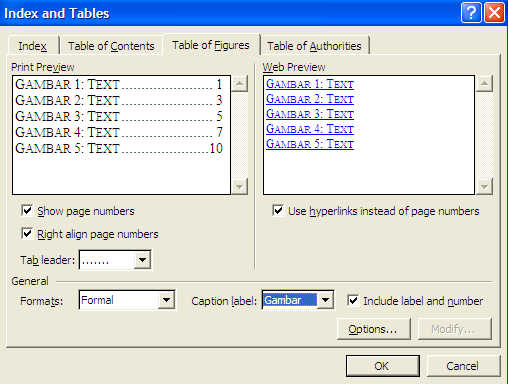 Index and Tables
Index Table of Contents Table of Figures Table of Authorities
Print Preview
GAMBAR 1: TEXT.........................1
GAMBAR 2: TEXT.........................3
GAMBAR 3: TEXT.........................5
GAMBAR 4: TEXT.........................7
GAMBAR 5: TEXT.......................10
Web Preview
GAMBAR 1: TEXT
GAMBAR 2: TEXT
GAMBAR 3: TEXT
GAMBAR 4: TEXT
GAMBAR 5: TEXT
Show page numbers
Right align page numbers
Tab leader: .......
Use hyperlinks instead of page numbers
General
Formats: Formal Caption label: Gambar Include label and number
Options... Modify...
OK Cancel